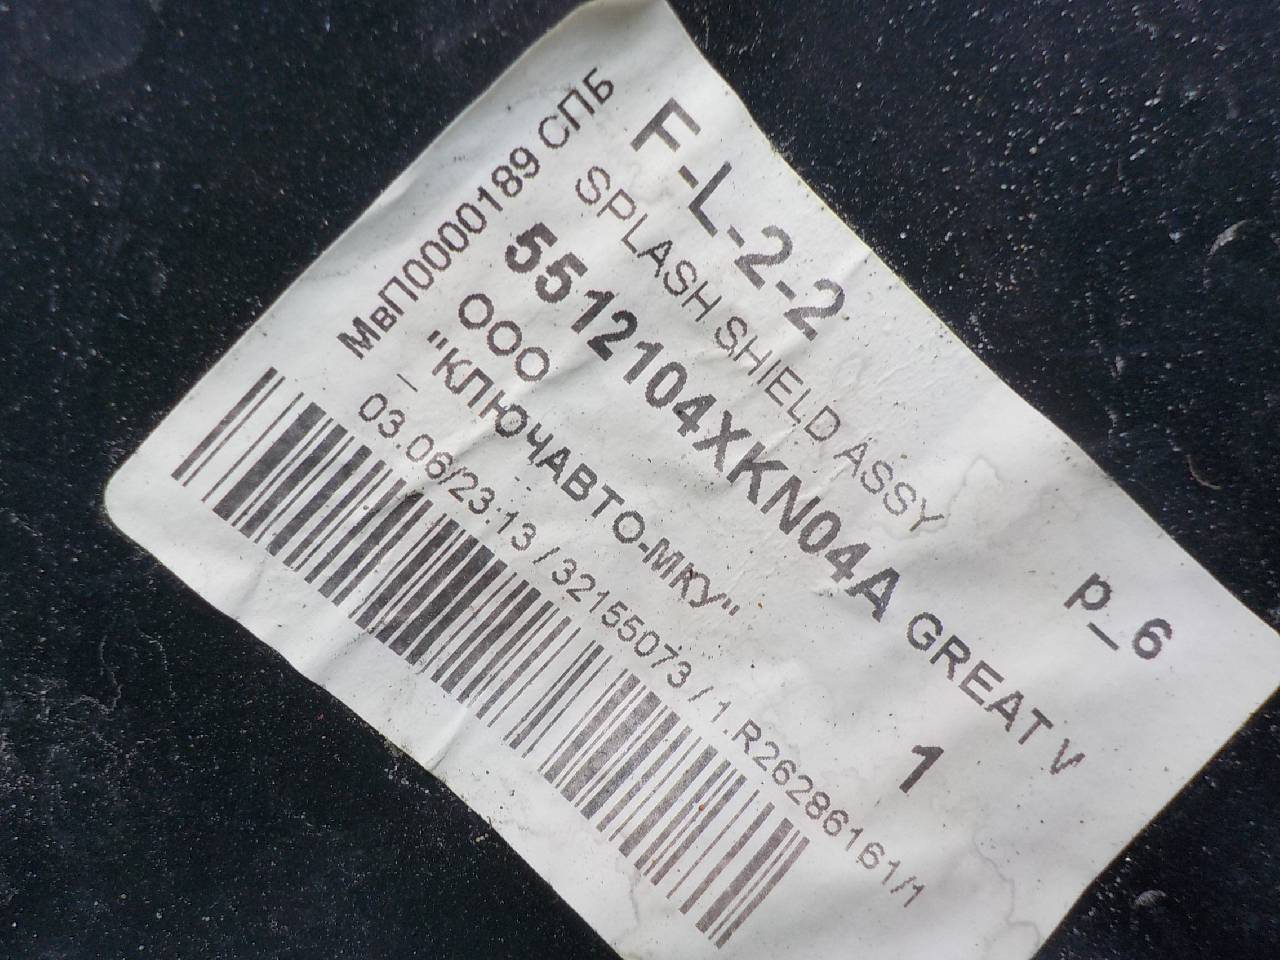 МвП0000189 СПБ
F-L-2-2
SPLASH SHIELD ASSY
5512104XKN04A GREAT V
p_6
ООО
"КЛЮЧАВТО-МКУ"
1
_
03.06/23:13 / 32155073 / 1.R26286161/1